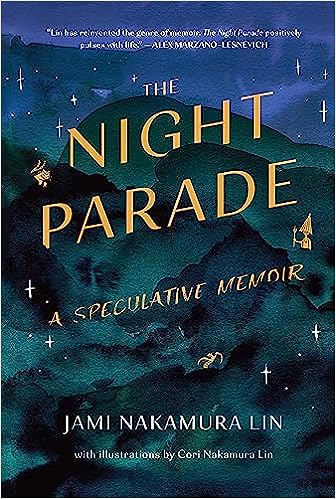 "Lin has reinvented the genre of memoir. The Night Parade positively
pulses with life." — ALEX MARZANO-LESNEVICH
THE
NIGHT
PARADE
A SPECULATIVE MEMOIR
JAMI NAKAMURA LIN
with illustrations by Cori Nakamura Lin